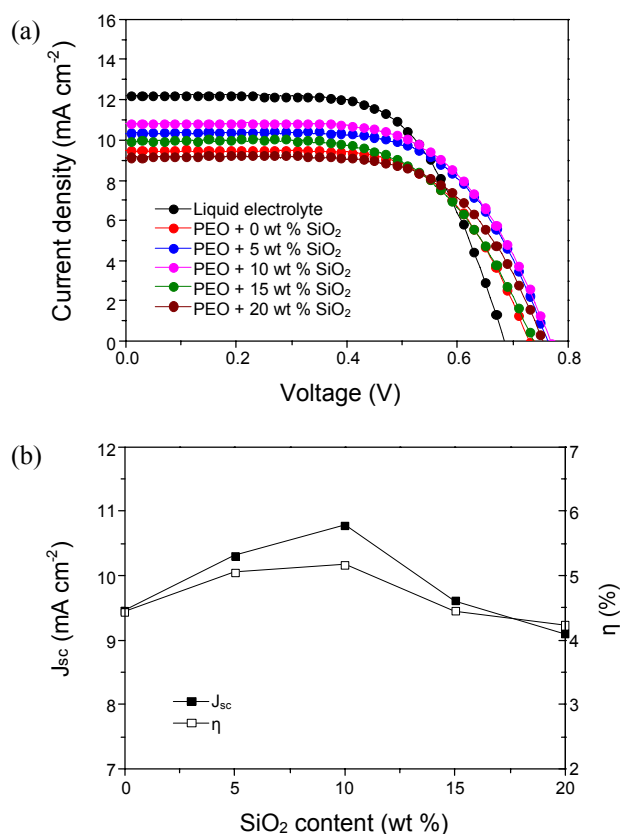 (a)
16
14
12
10
8
6
4
2
0
Current density (mA cm⁻²)
Liquid electrolyte
PEO + 0 wt % SiO₂
PEO + 5 wt % SiO₂
PEO + 10 wt % SiO₂
PEO + 15 wt % SiO₂
PEO + 20 wt % SiO₂
0.0 0.2 0.4 0.6 0.8
Voltage (V)
(b)
12
11
10
9
8
7
Jsc (mA cm⁻²)
Jsc
η
7
6
5
4
3
2
η (%)
0 5 10 15 20
SiO₂ content (wt %)